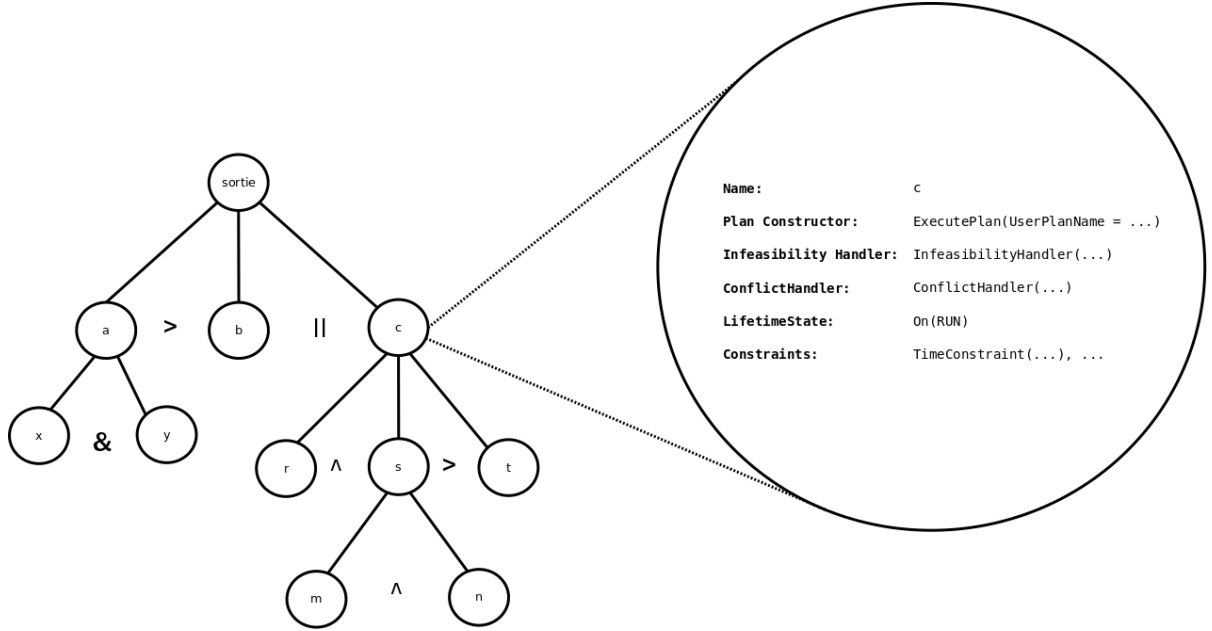 sortie
a > b || c
x & y
r ʌ s > t
m ʌ n
Name: c
Plan Constructor: ExecutePlan(UserPlanName = ...)
Infeasibility Handler: InfeasibilityHandler(...)
ConflictHandler: ConflictHandler(...)
LifetimeState: On(RUN)
Constraints: TimeConstraint(...), ...